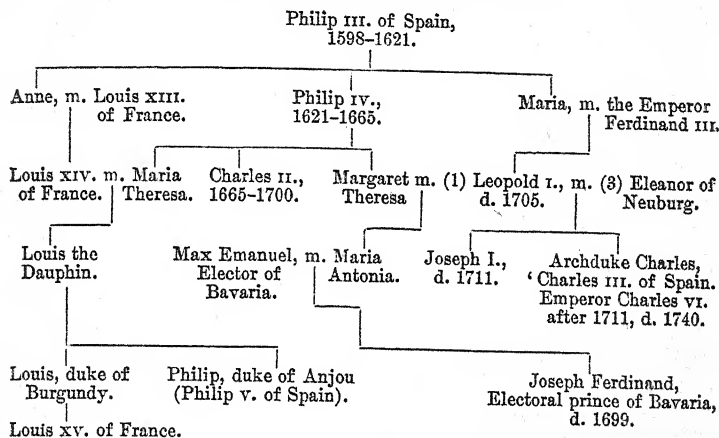 Philip III. of Spain,
1598-1621.
Anne, m. Louis XIII.
of France.
Philip IV.,
1621-1665.
Maria, m. the Emperor
Ferdinand III.
Louis XIV. m. Maria
of France. Theresa.
Charles II.,
1665-1700.
Margaret m. (1) Leopold I., m. (3) Eleanor of
Theresa d. 1705. Neuburg.
Louis the
Dauphin.
Max Emanuel, m. Maria
Elector of Antonia.
Bavaria.
Joseph I.,
d. 1711.
Archduke Charles,
‘Charles III. of Spain.
Emperor Charles VI.
after 1711, d. 1740.
Louis, duke of
Burgundy.
Philip, duke of Anjou
(Philip V. of Spain).
Joseph Ferdinand,
Electoral prince of Bavaria,
d. 1699.
Louis XV. of France.